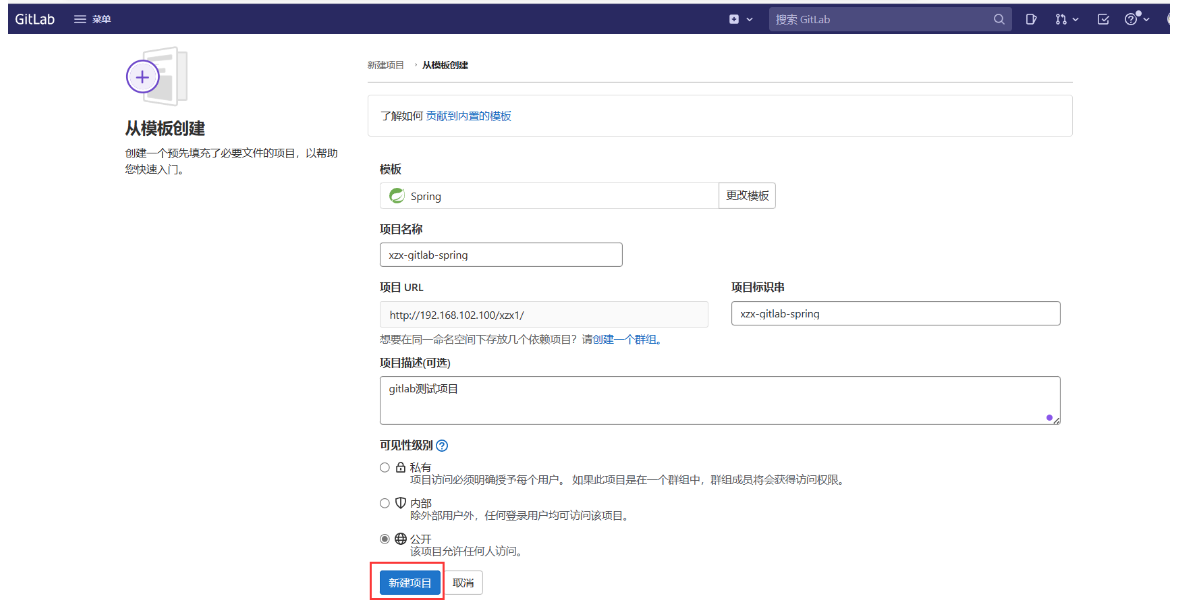 GitLab 菜单 搜索 GitLab
新建项目 › 从模板创建
从模板创建
创建一个预先填充了必要文件的项目，以帮助
您快速入门。
了解如何 贡献到内置的模板
模板
Spring 更改模板
项目名称
xzx-gitlab-spring
项目 URL 项目标识串
http://192.168.102.100/xzx1/ xzx-gitlab-spring
想要在同一命名空间下存放几个依赖项目？请创建一个群组。
项目描述(可选)
gitlab测试项目
可见性级别
私有
项目访问必须明确授予每个用户。 如果此项目是在一个群组中，群组成员将会获得访问权限。
内部
除外部用户外，任何登录用户均可访问该项目。
公开
该项目允许任何人访问。
新建项目 取消